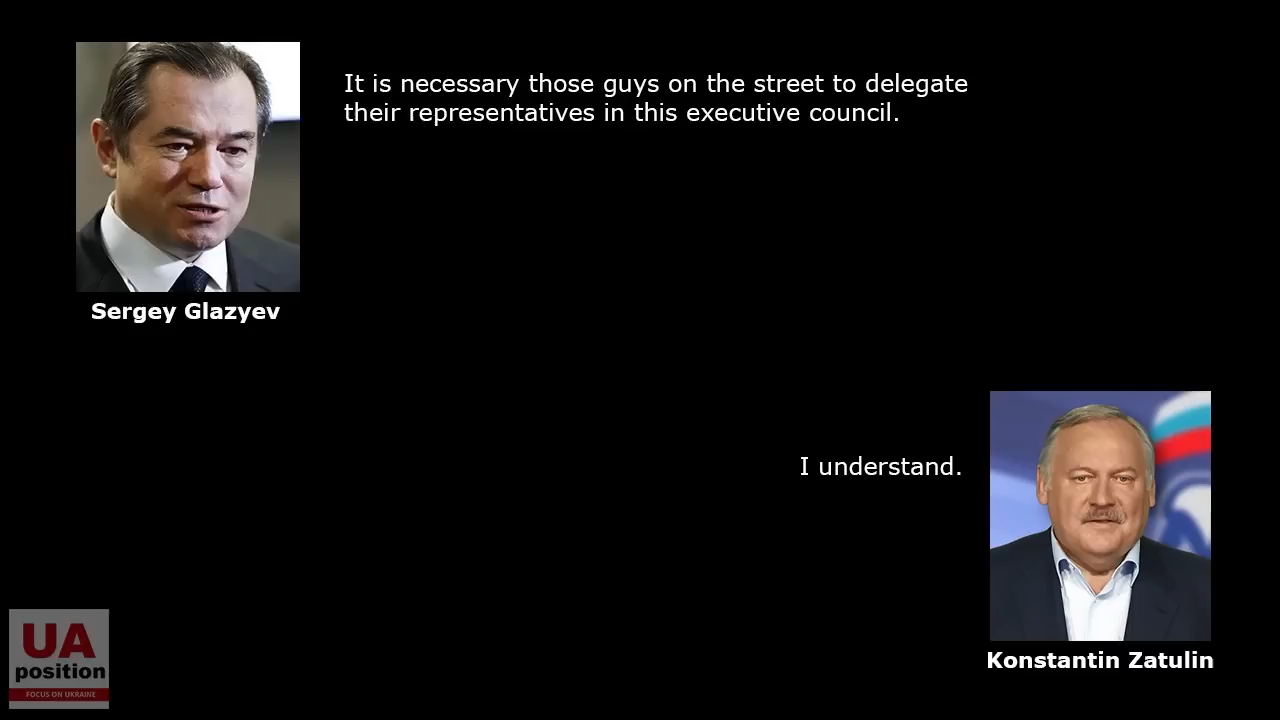 It is necessary those guys on the street to delegate
their representatives in this executive council.
Sergey Glazyev
I understand.
Konstantin Zatulin
UA
position
FOCUS ON UKRAINE